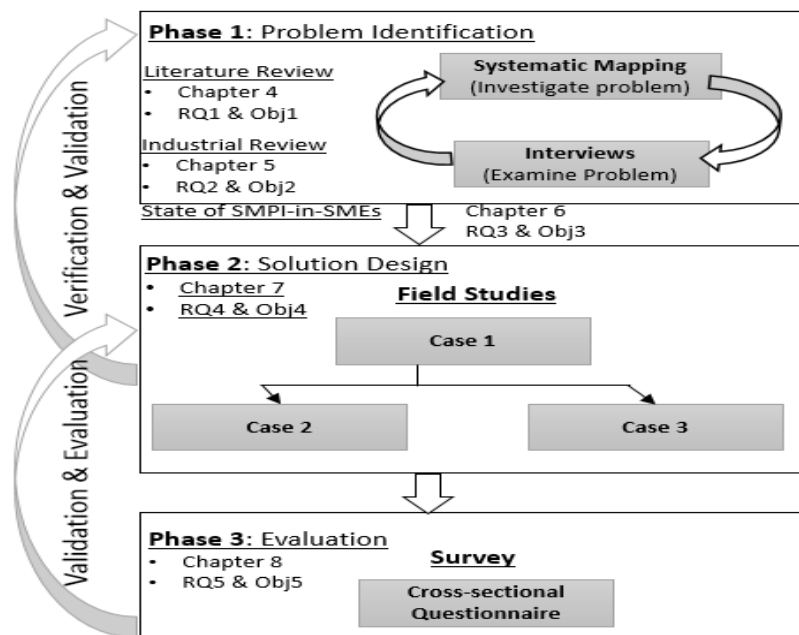 Phase 1: Problem Identification
Literature Review
• Chapter 4
• RQ1 & Obj1
Industrial Review
• Chapter 5
• RQ2 & Obj2
Systematic Mapping
(Investigate problem)
Interviews
(Examine Problem)
State of SMPI-in-SMEs
Chapter 6
RQ3 & Obj3
Verification & Validation
Phase 2: Solution Design
• Chapter 7
• RQ4 & Obj4
Field Studies
Case 1
Case 2
Case 3
Validation & Evaluation
Phase 3: Evaluation
• Chapter 8
• RQ5 & Obj5
Survey
Cross-sectional
Questionnaire